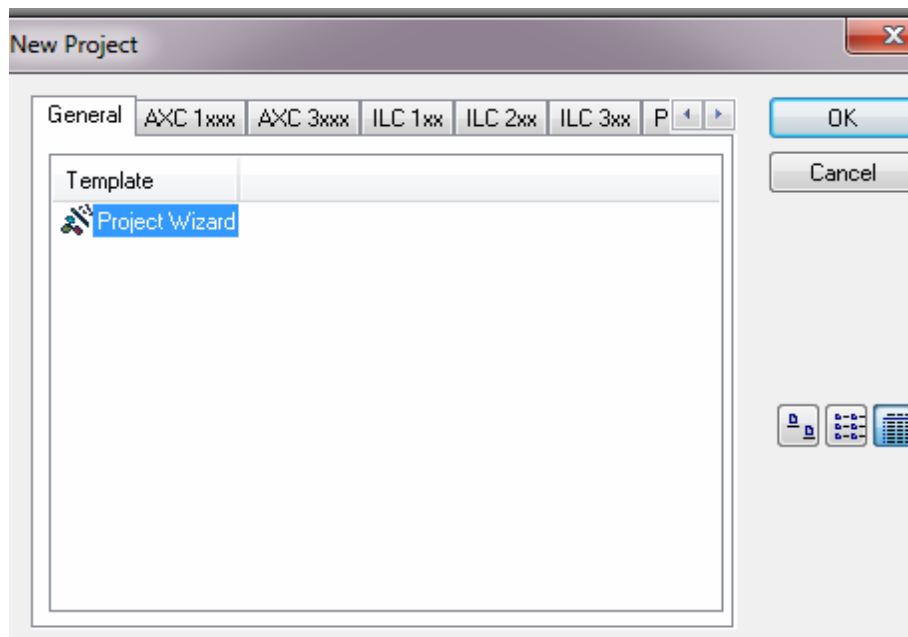 New Project
General AXC 1xxx AXC 3xxx ILC 1xx ILC 2xx ILC 3xx P
OK
Cancel
Template
Project Wizard